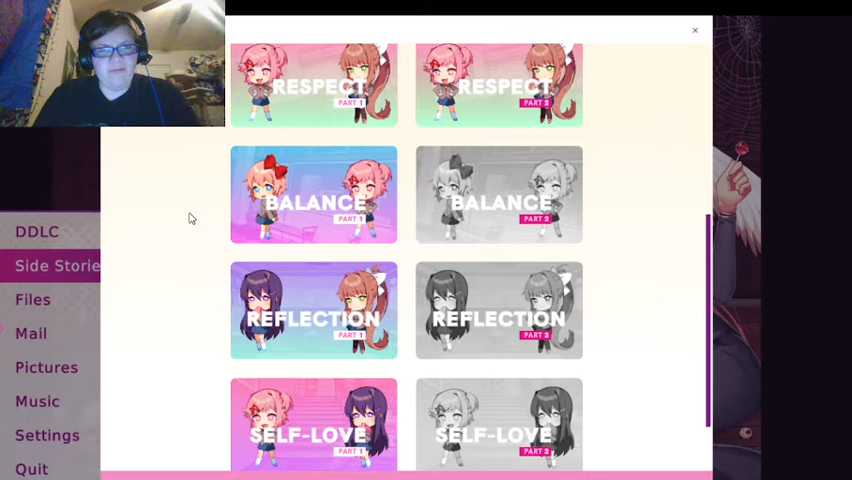 ×
RESPECT
PART 1
RESPECT
PART 2
BALANCE
PART 1
BALANCE
PART 2
REFLECTION
PART 1
REFLECTION
PART 2
SELF-LOVE
PART 1
SELF-LOVE
PART 2
DDLC
Side Stories
Files
Mail
Pictures
Music
Settings
Quit